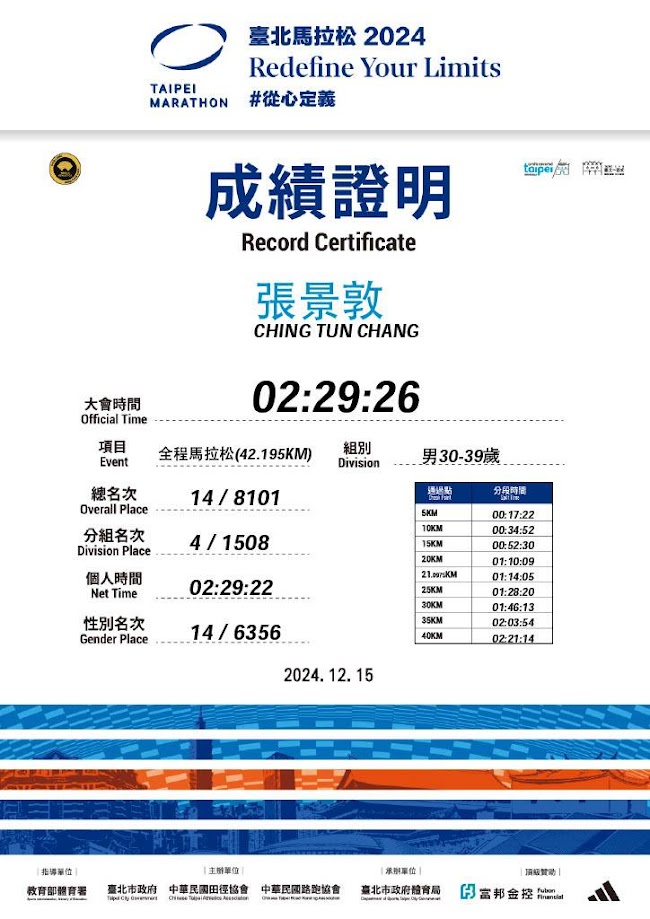 臺北馬拉松 2024
Redefine Your Limits
#從心定義
TAIPEI
MARATHON
taipei
成績證明
Record Certificate
張景敦
CHING TUN CHANG
大會時間
Official Time
02:29:26
項目
Event
全程馬拉松(42.195KM)
組別
Division
男30-39歲
總名次
Overall Place
14 / 8101
分組名次
Division Place
4 / 1508
個人時間
Net Time
02:29:22
性別名次
Gender Place
14 / 6356
通過點 分段時間
Check Point Split Time
5KM 00:17:22
10KM 00:34:52
15KM 00:52:30
20KM 01:10:09
21.0975KM 01:14:05
25KM 01:28:20
30KM 01:46:13
35KM 02:03:54
40KM 02:21:14
2024. 12. 15
|指導單位| |主辦單位| |承辦單位| |頂級贊助|
教育部體育署 臺北市政府 中華民國田徑協會 中華民國路跑協會 臺北市政府體育局 富邦金控 Fubon Financial
Taipei City Government Chinese Taipei Athletics Association Chinese Taipei Road Running Association Department of Sports, Taipei City Government